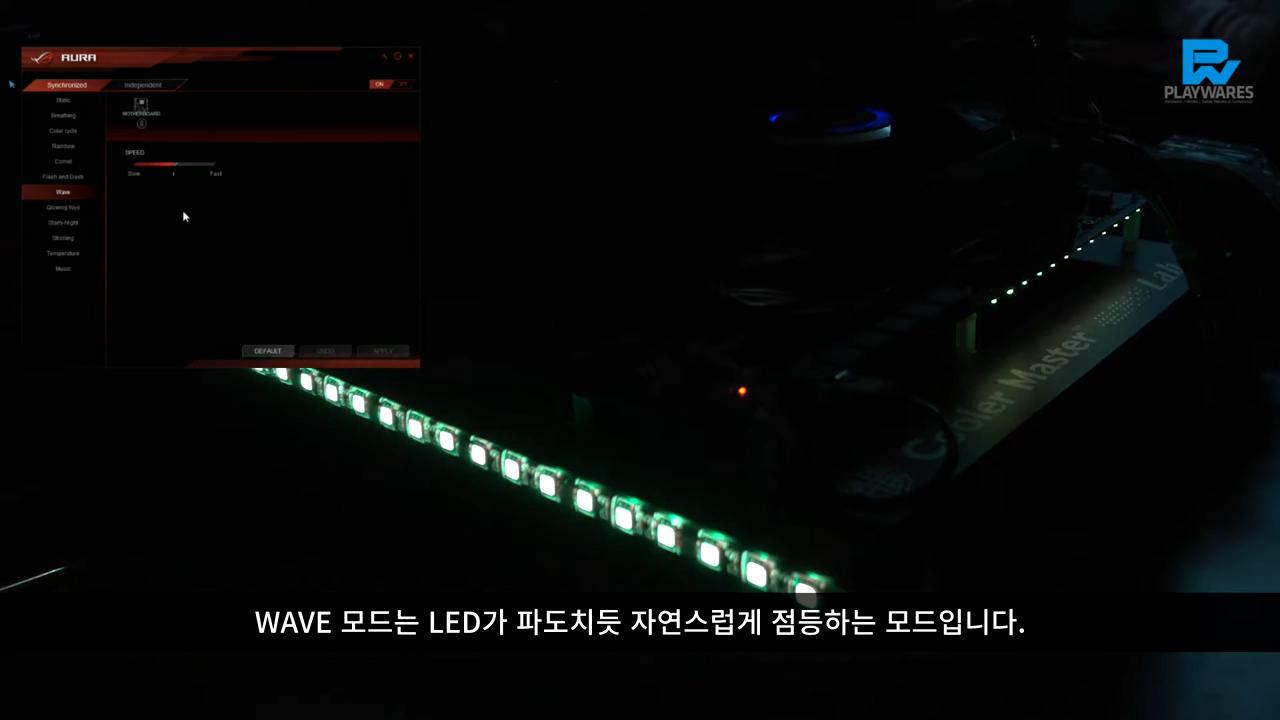 AURA
Synchronized
Independent
ON
OFF
Static
Breathing
Color cycle
Rainbow
Comet
Flash and Dash
Wave
Glowing Yoyo
Starry-Night
Strobing
Temperature
Music
MOTHERBOARD
SPEED
Slow
Fast
DEFAULT
UNDO
APPLY
PLAYWARES
Cooler Master
Lab
WAVE 모드는 LED가 파도치듯 자연스럽게 점등하는 모드입니다.